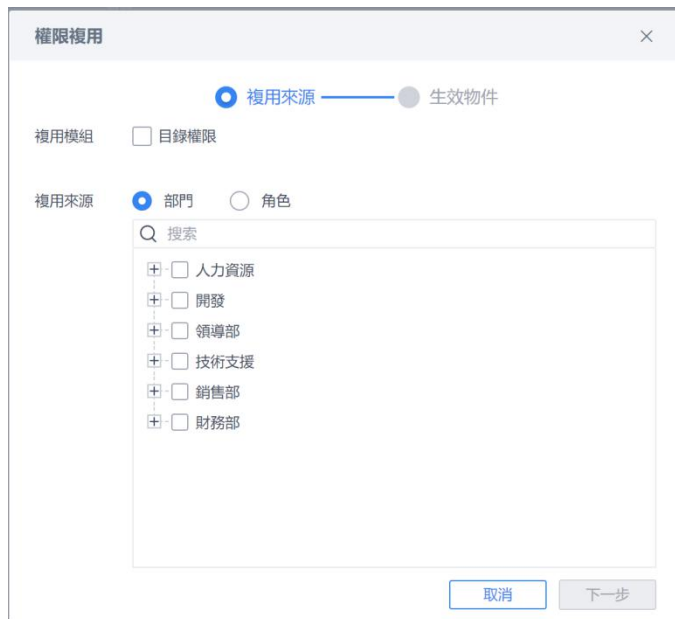 權限複用
複用來源 生效物件
複用模組 目錄權限
複用來源 部門 角色
搜索
人力資源
開發
領導部
技術支援
銷售部
財務部
取消 下一步